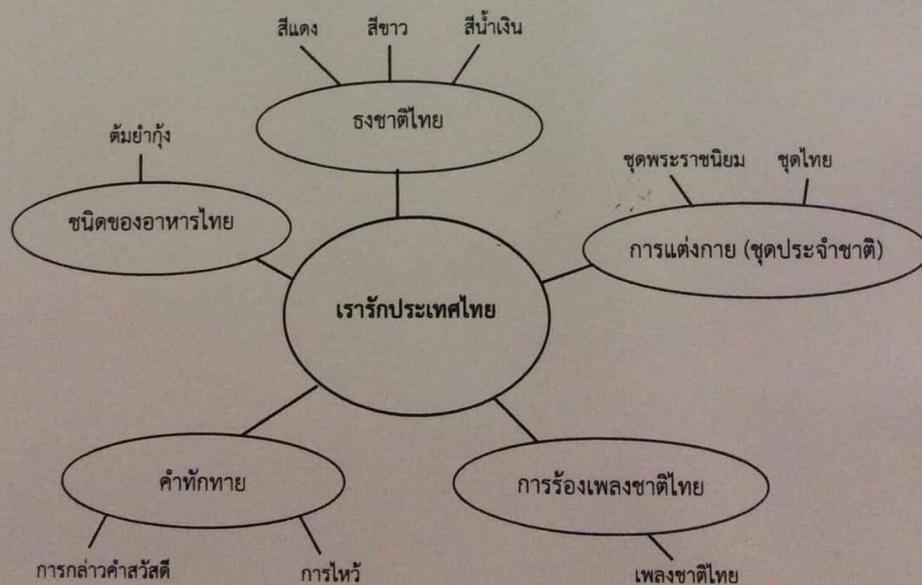 สีแดง
สีขาว
สีน้ำเงิน
ธงชาติไทย
ต้มยำกุ้ง
ชนิดของอาหารไทย
ชุดพระราชนิยม
ชุดไทย
การแต่งกาย (ชุดประจำชาติ)
เรารักประเทศไทย
คำทักทาย
การกล่าวคำสวัสดี
การไหว้
การร้องเพลงชาติไทย
เพลงชาติไทย